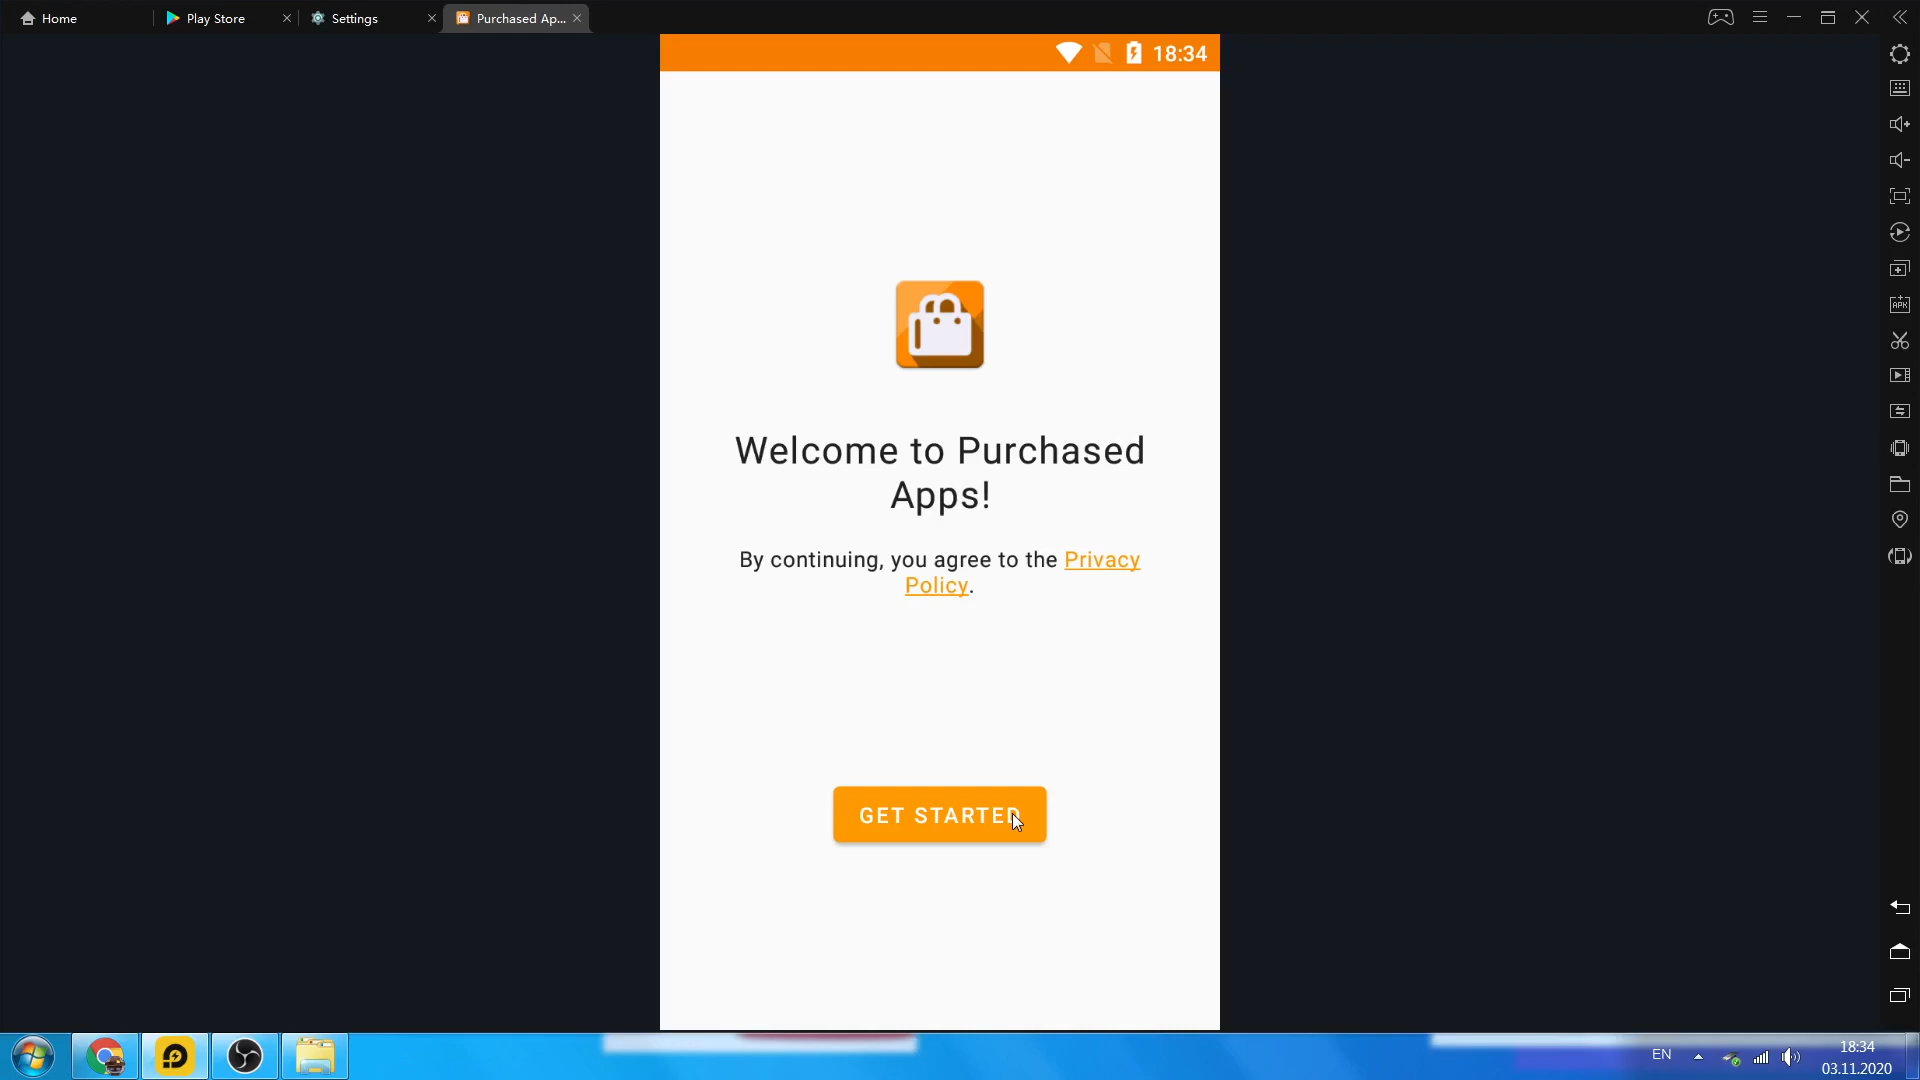 Home
Play Store
Settings
Purchased Ap...
18:34
Welcome to Purchased
Apps!
By continuing, you agree to the Privacy
Policy.
GET STARTED
APK
EN
18:34
03.11.2020